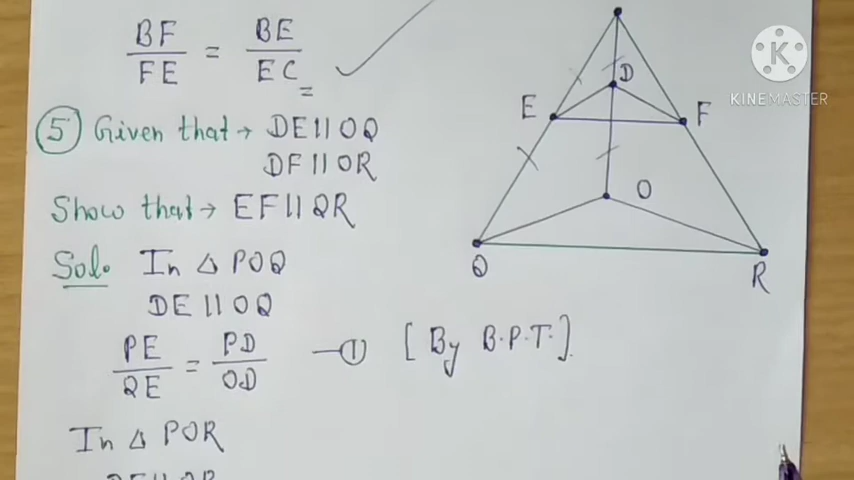 BF/FE = BE/EC
5 Given that → DE || OQ
DF || OR
Show that → EF || QR
Sol. In Δ POQ
DE || OQ
PE/QE = PD/OD —① [By B.P.T.]
In Δ POR
D
E
F
O
Q
R
K
KINEMASTER